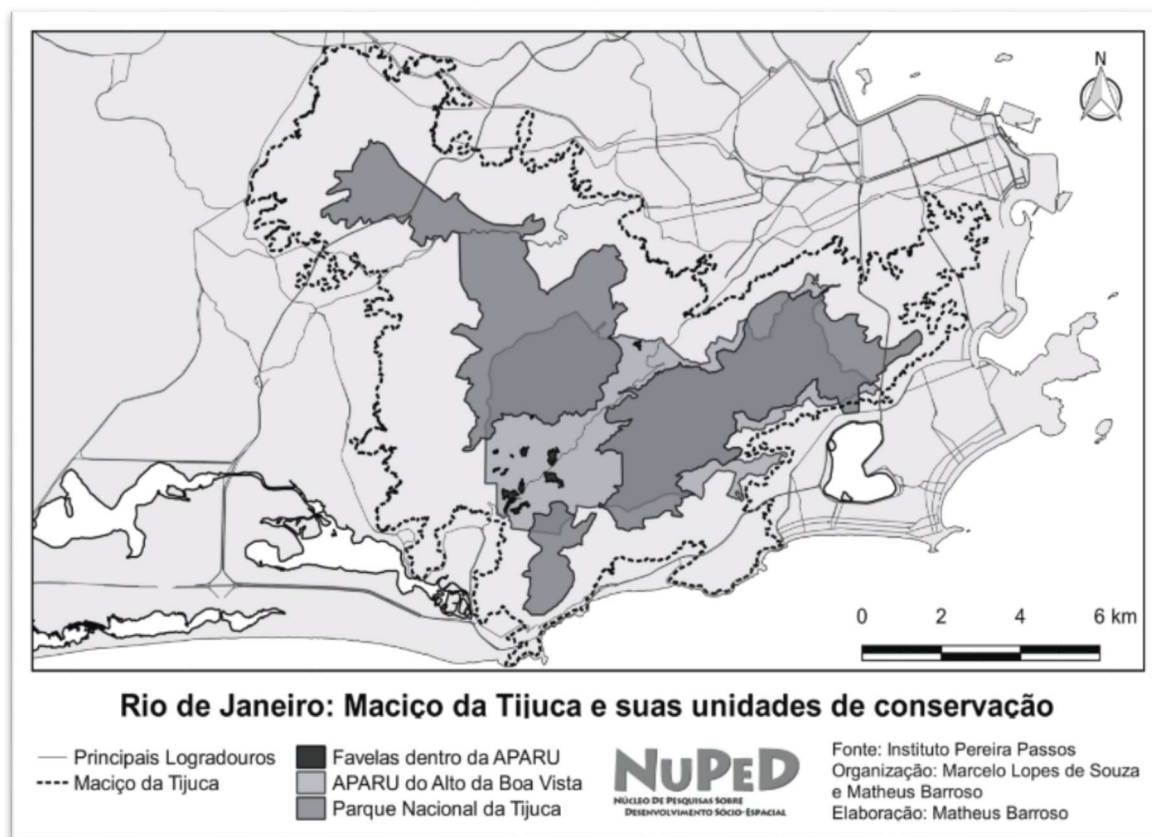 N
0 2 4 6 km
Rio de Janeiro: Maciço da Tijuca e suas unidades de conservação
Principais Logradouros
Maciço da Tijuca
Favelas dentro da APARU
APARU do Alto da Boa Vista
Parque Nacional da Tijuca
NUPED
NÚCLEO DE PESQUISAS SOBRE
DESENVOLVIMENTO SÓCIO-ESPACIAL
Fonte: Instituto Pereira Passos
Organização: Marcelo Lopes de Souza
e Matheus Barroso
Elaboração: Matheus Barroso